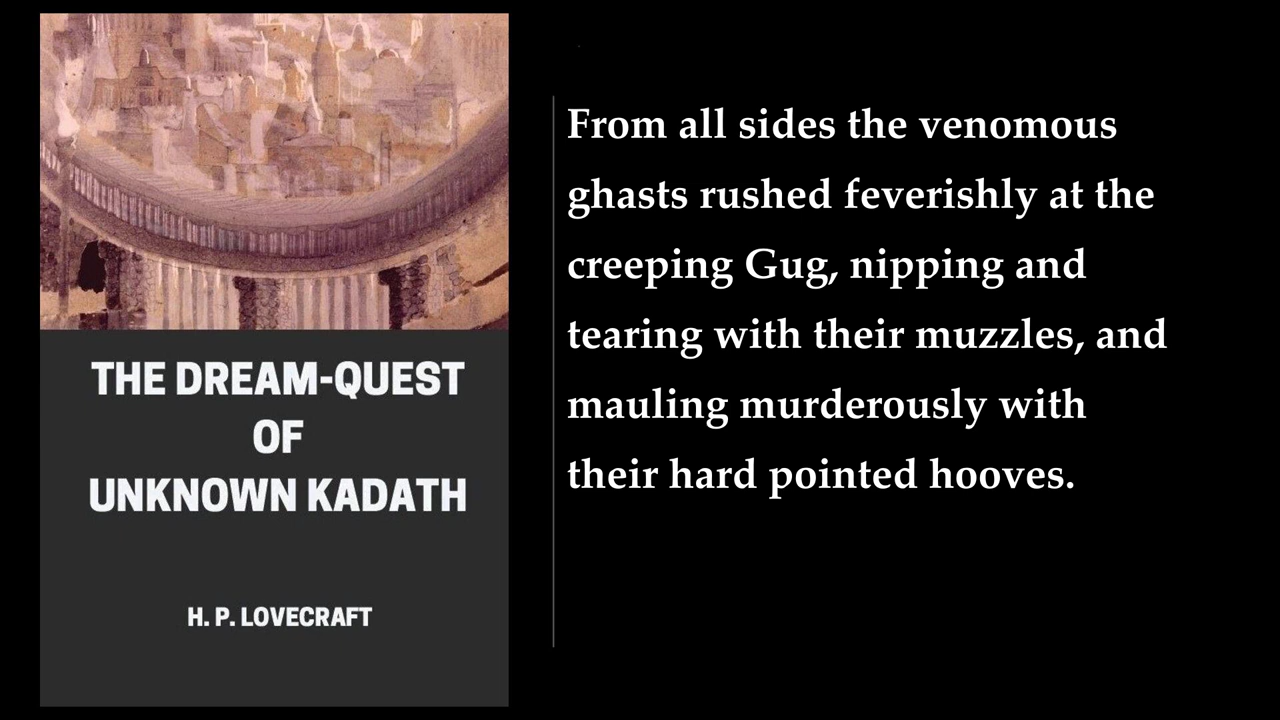 THE DREAM-QUEST
OF
UNKNOWN KADATH
H. P. LOVECRAFT
From all sides the venomous
ghasts rushed feverishly at the
creeping Gug, nipping and
tearing with their muzzles, and
mauling murderously with
their hard pointed hooves.